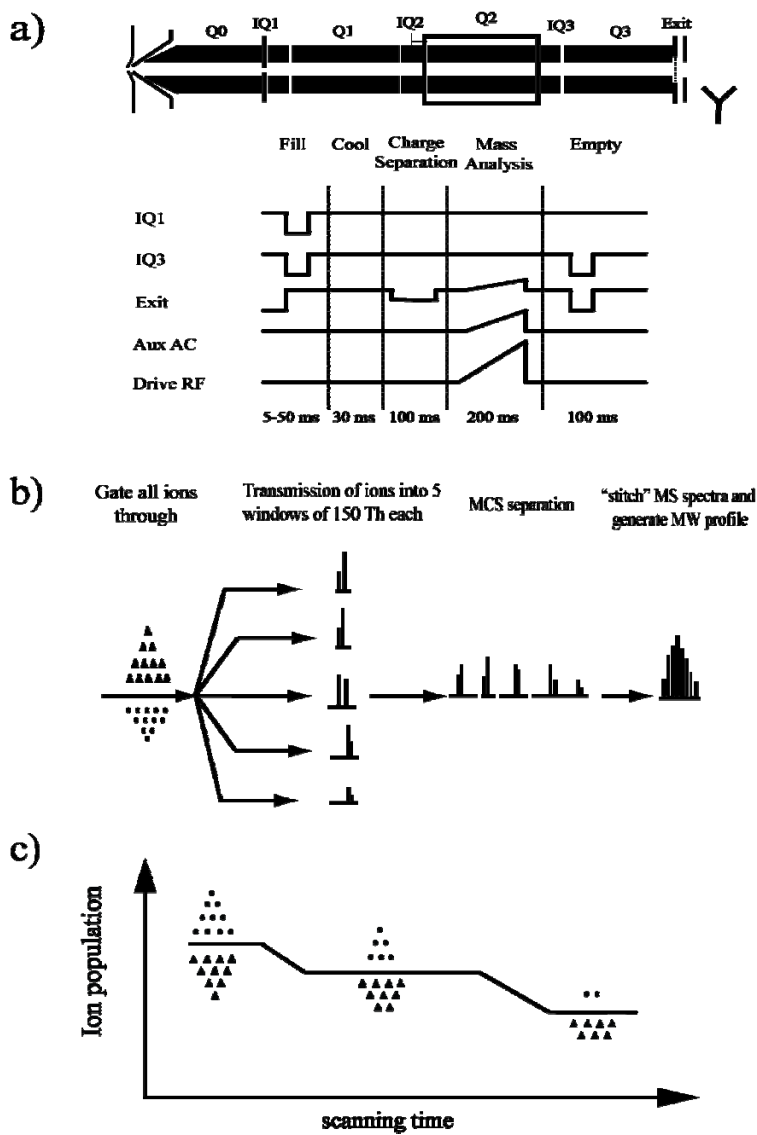 a)
Q0 IQ1 Q1 IQ2 Q2 IQ3 Q3 Exit
Fill Cool Charge Separation Mass Analysis Empty
IQ1
IQ3
Exit
Aux AC
Drive RF
5-50 ms 30 ms 100 ms 200 ms 100 ms
b)
Gate all ions
through
Transmission of ions into 5
windows of 150 Th each
MCS separation
“stitch” MS spectra and
generate MW profile
c)
Ion population
scanning time